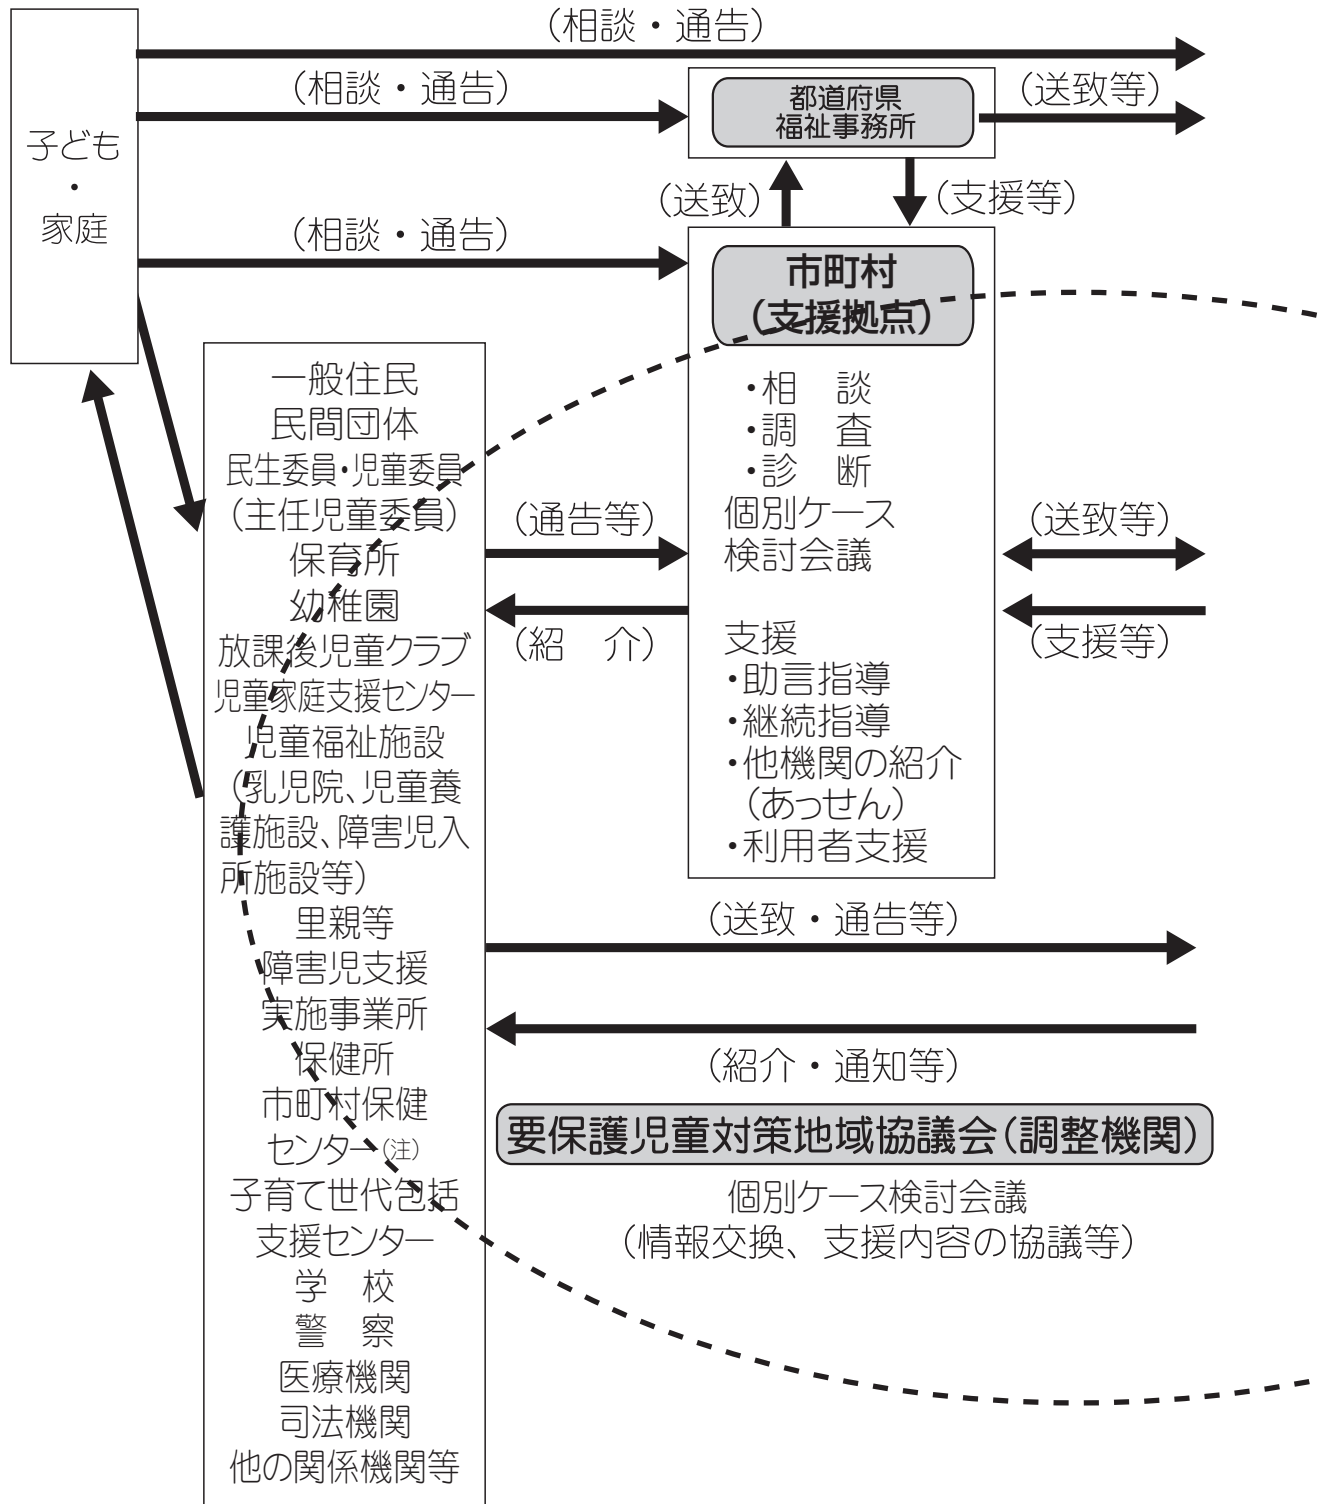 (相談・通告)
(相談・通告)
都道府県
福祉事務所
(送致等)
子ども
・
家庭
(送致)
(支援等)
(相談・通告)
市町村
(支援拠点)
一般住民
民間団体
民生委員・児童委員
(主任児童委員)
保育所
幼稚園
放課後児童クラブ
児童家庭支援センター
児童福祉施設
(乳児院、児童養
護施設、障害児入
所施設等)
里親等
障害児支援
実施事業所
保健所
市町村保健
センター(注)
子育て世代包括
支援センター
学　校
警　察
医療機関
司法機関
他の関係機関等
(通告等)
(紹　介)
・相　談
・調　査
・診　断
個別ケース
検討会議
支援
・助言指導
・継続指導
・他機関の紹介
(あっせん)
・利用者支援
(送致等)
(支援等)
(送致・通告等)
(紹介・通知等)
要保護児童対策地域協議会(調整機関)
個別ケース検討会議
(情報交換、支援内容の協議等)